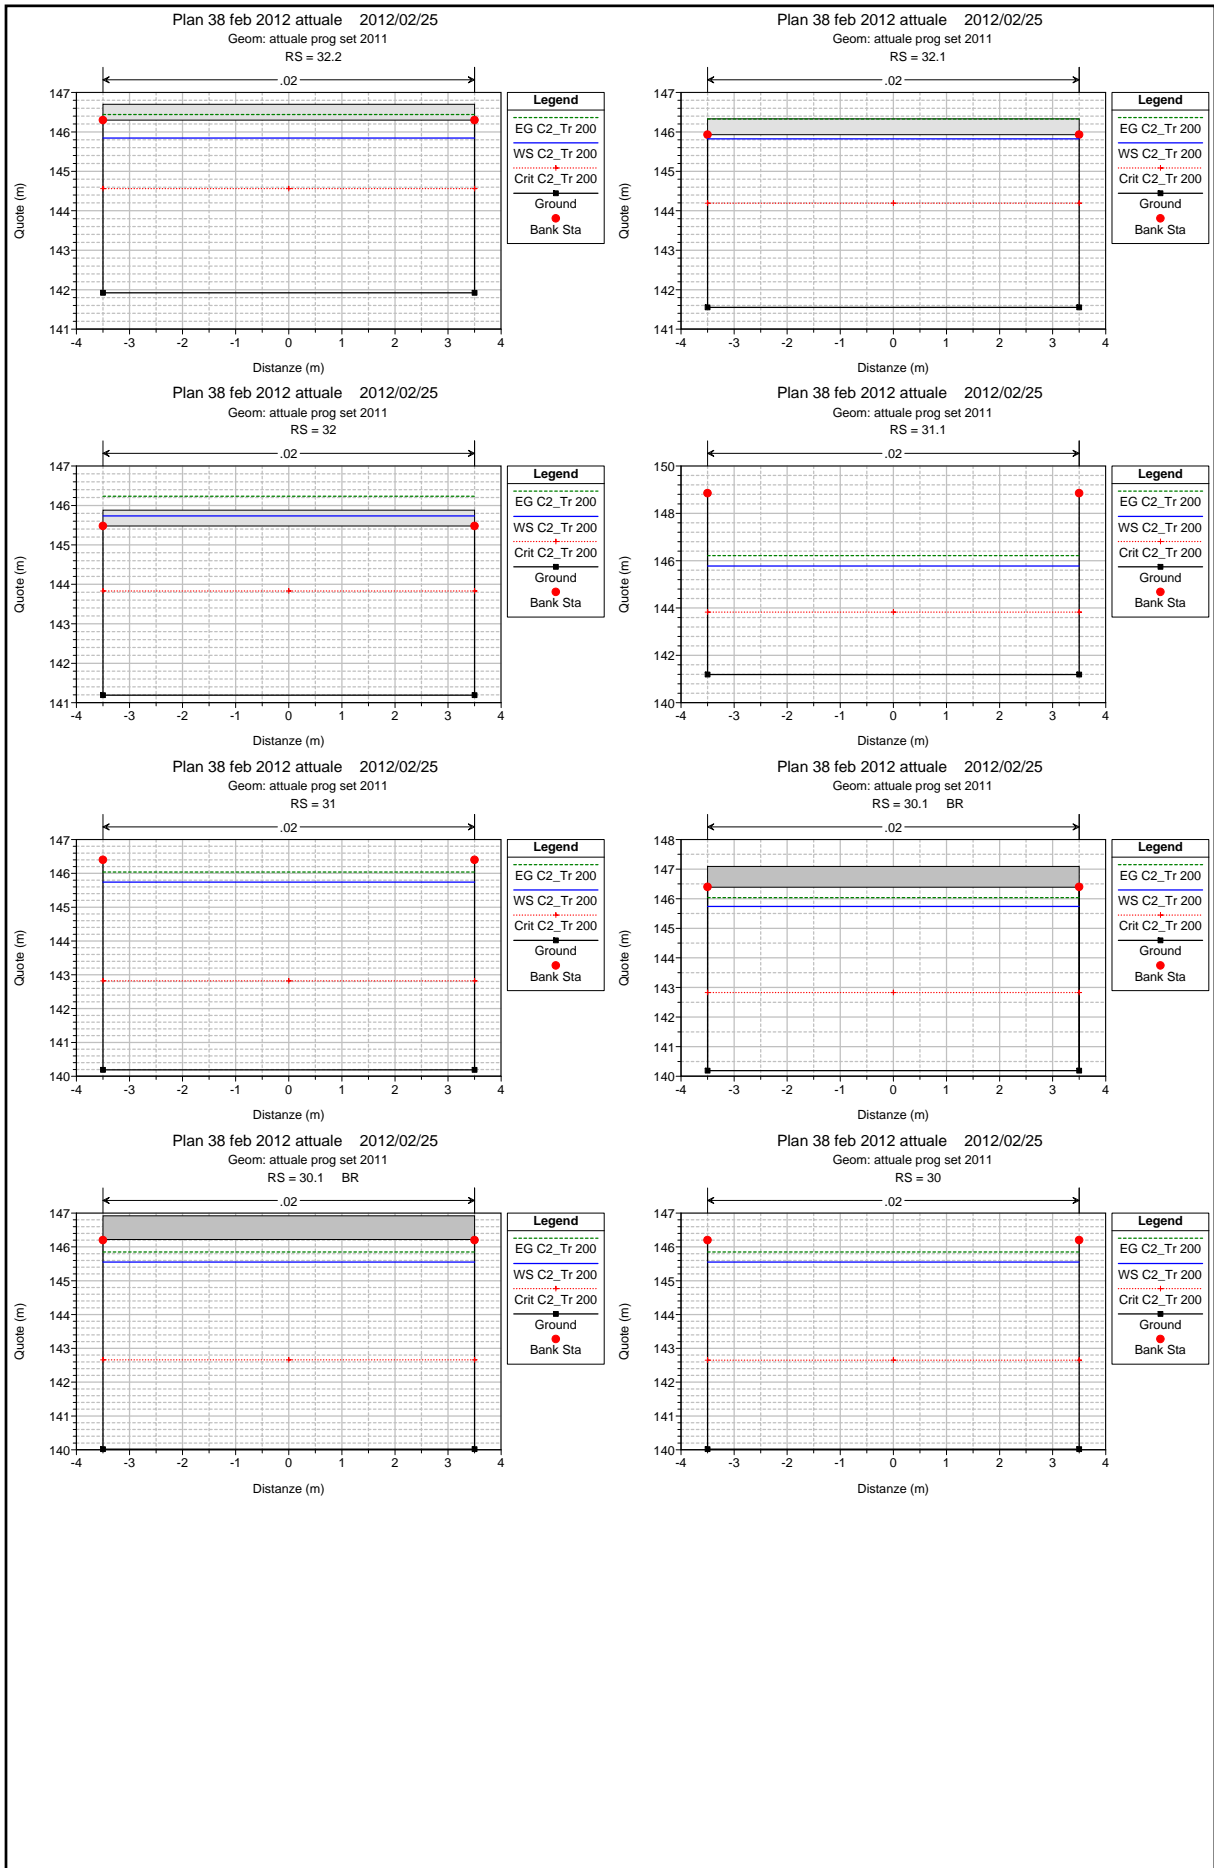 Plan 38 feb 2012 attuale 2012/02/25
Geom: attuale prog set 2011
RS = 32.2
.02
147
146
145
144
143
142
141
-4 -3 -2 -1 0 1 2 3 4
Quote (m)
Distanze (m)
Legend
EG C2_Tr 200
WS C2_Tr 200
Crit C2_Tr 200
Ground
Bank Sta
Plan 38 feb 2012 attuale 2012/02/25
Geom: attuale prog set 2011
RS = 32.1
.02
147
146
145
144
143
142
141
-4 -3 -2 -1 0 1 2 3 4
Quote (m)
Distanze (m)
Legend
EG C2_Tr 200
WS C2_Tr 200
Crit C2_Tr 200
Ground
Bank Sta
Plan 38 feb 2012 attuale 2012/02/25
Geom: attuale prog set 2011
RS = 32
.02
147
146
145
144
143
142
141
-4 -3 -2 -1 0 1 2 3 4
Quote (m)
Distanze (m)
Legend
EG C2_Tr 200
WS C2_Tr 200
Crit C2_Tr 200
Ground
Bank Sta
Plan 38 feb 2012 attuale 2012/02/25
Geom: attuale prog set 2011
RS = 31.1
.02
150
148
146
144
142
140
-4 -3 -2 -1 0 1 2 3 4
Quote (m)
Distanze (m)
Legend
EG C2_Tr 200
WS C2_Tr 200
Crit C2_Tr 200
Ground
Bank Sta
Plan 38 feb 2012 attuale 2012/02/25
Geom: attuale prog set 2011
RS = 31
.02
147
146
145
144
143
142
141
140
-4 -3 -2 -1 0 1 2 3 4
Quote (m)
Distanze (m)
Legend
EG C2_Tr 200
WS C2_Tr 200
Crit C2_Tr 200
Ground
Bank Sta
Plan 38 feb 2012 attuale 2012/02/25
Geom: attuale prog set 2011
RS = 30.1 BR
.02
148
147
146
145
144
143
142
141
140
-4 -3 -2 -1 0 1 2 3 4
Quote (m)
Distanze (m)
Legend
EG C2_Tr 200
WS C2_Tr 200
Crit C2_Tr 200
Ground
Bank Sta
Plan 38 feb 2012 attuale 2012/02/25
Geom: attuale prog set 2011
RS = 30.1 BR
.02
147
146
145
144
143
142
141
140
-4 -3 -2 -1 0 1 2 3 4
Quote (m)
Distanze (m)
Legend
EG C2_Tr 200
WS C2_Tr 200
Crit C2_Tr 200
Ground
Bank Sta
Plan 38 feb 2012 attuale 2012/02/25
Geom: attuale prog set 2011
RS = 30
.02
147
146
145
144
143
142
141
140
-4 -3 -2 -1 0 1 2 3 4
Quote (m)
Distanze (m)
Legend
EG C2_Tr 200
WS C2_Tr 200
Crit C2_Tr 200
Ground
Bank Sta